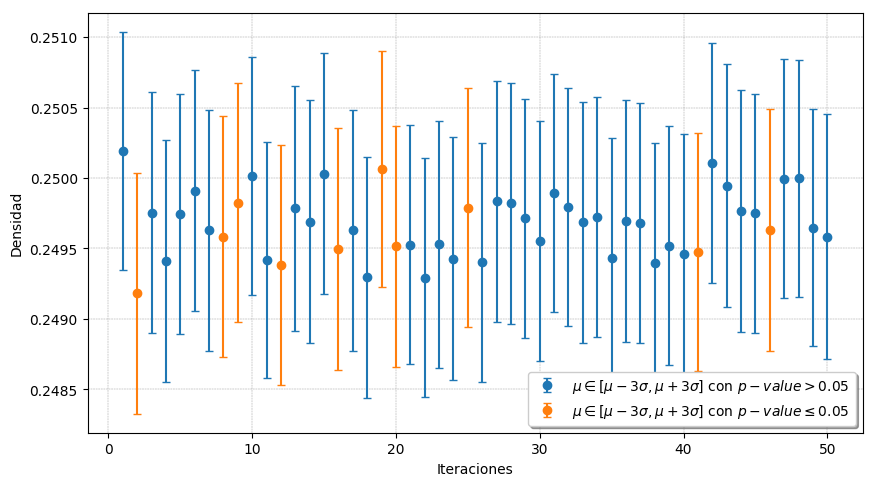 0.2510
0.2505
0.2500
0.2495
0.2490
0.2485
Densidad
0 10 20 30 40 50
Iteraciones
μ ∈ [μ − 3σ, μ + 3σ] con p − value > 0.05
μ ∈ [μ − 3σ, μ + 3σ] con p − value ≤ 0.05